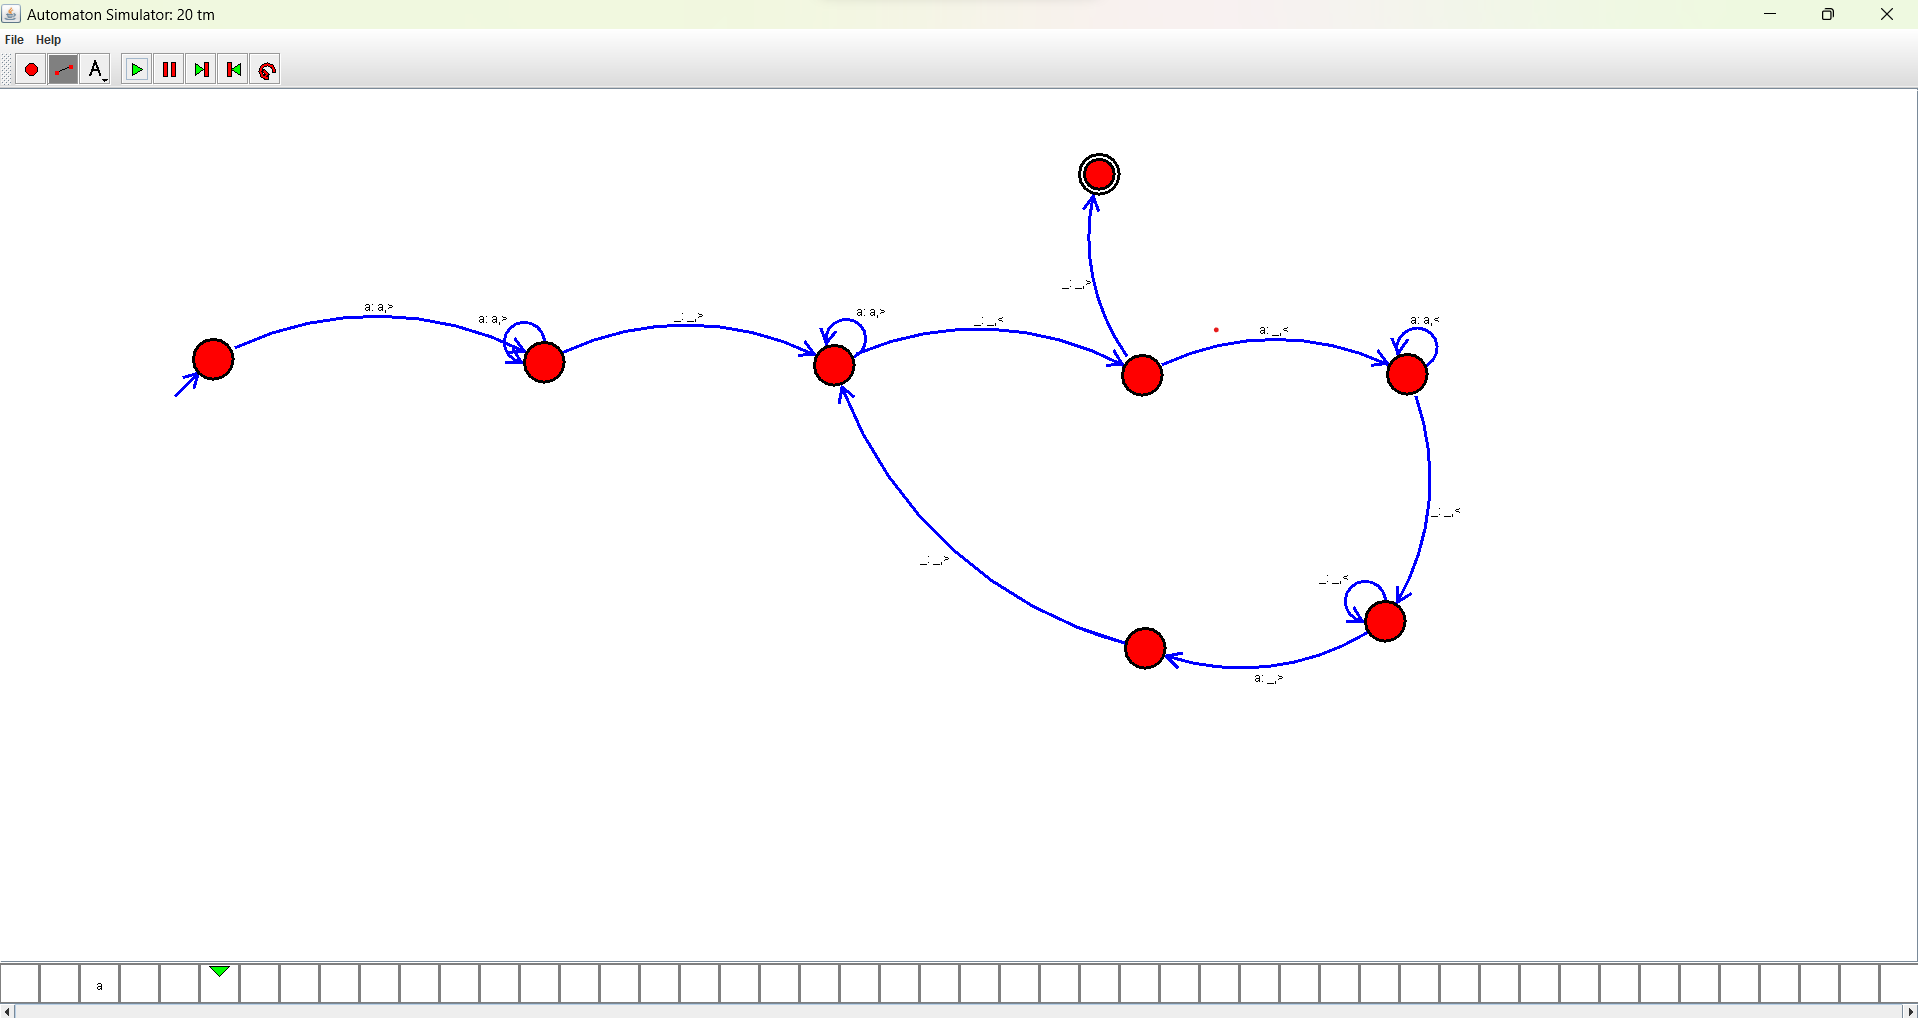 Automaton Simulator: 20 tm
File Help
A
a: a,>
a: a,>
_: _,>
a: a,>
_: _,<
_: _,>
a: _,<
a: a,<
_: _,<
_: _,<
a: _,>
_: _,>
a